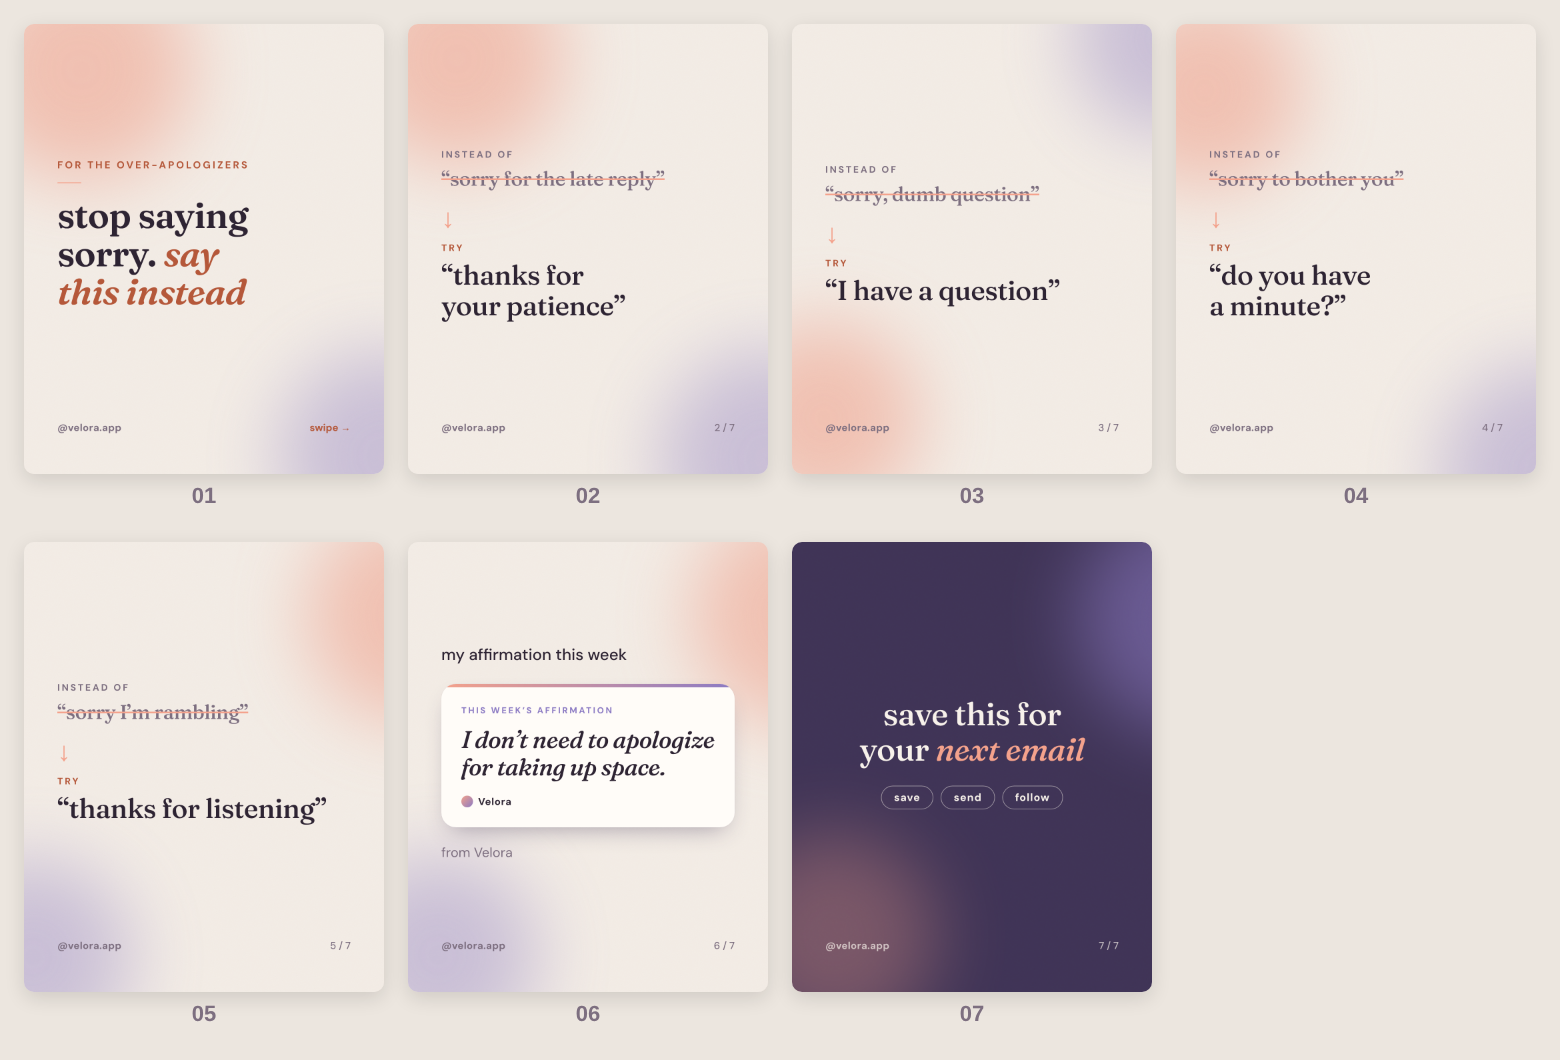 FOR THE OVER-APOLOGIZERS
stop saying
sorry. say
this instead
@velora.app
swipe →
01
INSTEAD OF
“sorry for the late reply”
↓
TRY
“thanks for
your patience”
@velora.app
2 / 7
02
INSTEAD OF
“sorry, dumb question”
↓
TRY
“I have a question”
@velora.app
3 / 7
03
INSTEAD OF
“sorry to bother you”
↓
TRY
“do you have
a minute?”
@velora.app
4 / 7
04
INSTEAD OF
“sorry I’m rambling”
↓
TRY
“thanks for listening”
@velora.app
5 / 7
05
my affirmation this week
THIS WEEK’S AFFIRMATION
I don’t need to apologize
for taking up space.
Velora
from Velora
@velora.app
6 / 7
06
save this for
your next email
save
send
follow
@velora.app
7 / 7
07